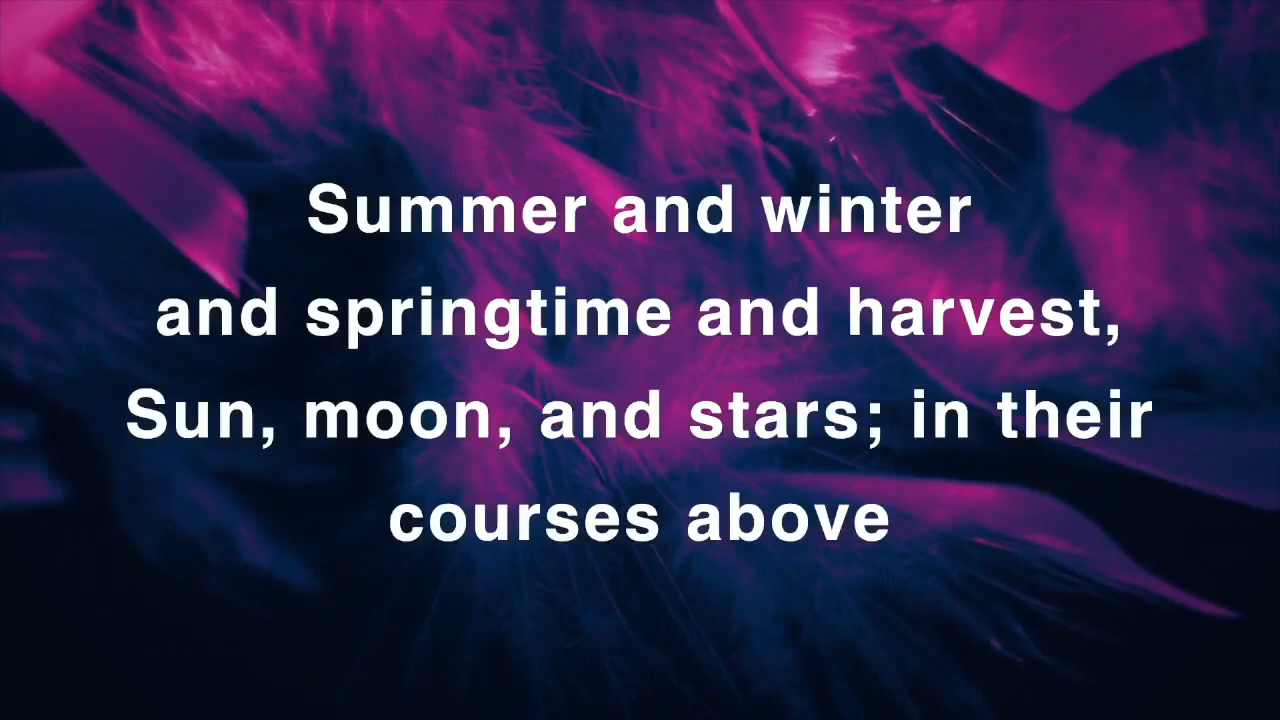 Summer and winter
and springtime and harvest,
Sun, moon, and stars; in their
courses above